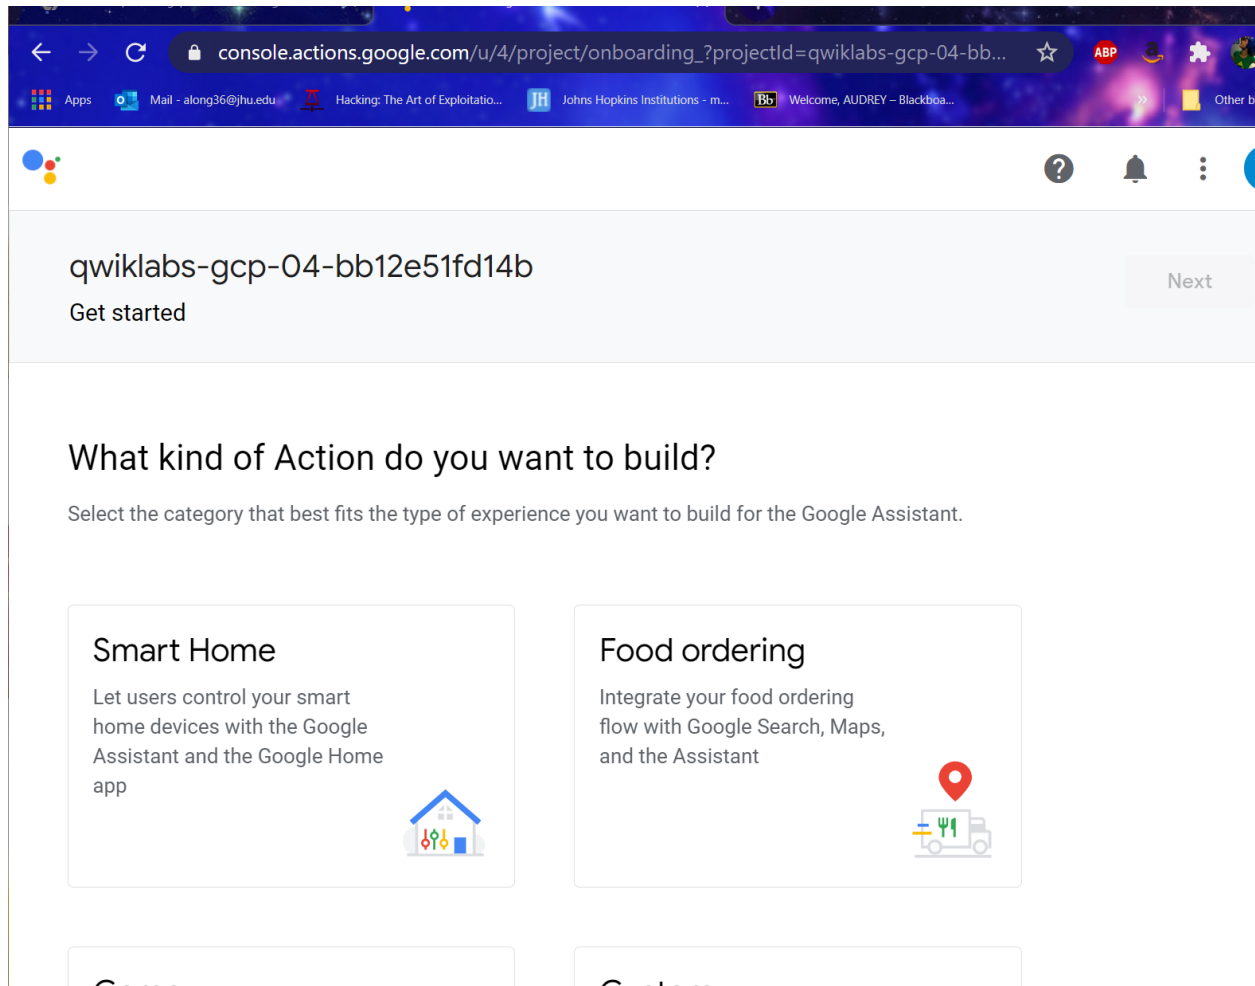 console.actions.google.com/u/4/project/onboarding_?projectId=qwiklabs-gcp-04-bb...
ABP
Apps
Mail - along36@jhu.edu
Hacking: The Art of Exploitatio...
JH
Johns Hopkins Institutions - m...
Bb
Welcome, AUDREY – Blackboa...
»
Other b
?
qwiklabs-gcp-04-bb12e51fd14b
Next
Get started
What kind of Action do you want to build?
Select the category that best fits the type of experience you want to build for the Google Assistant.
Smart Home
Let users control your smart
home devices with the Google
Assistant and the Google Home
app
Food ordering
Integrate your food ordering
flow with Google Search, Maps,
and the Assistant